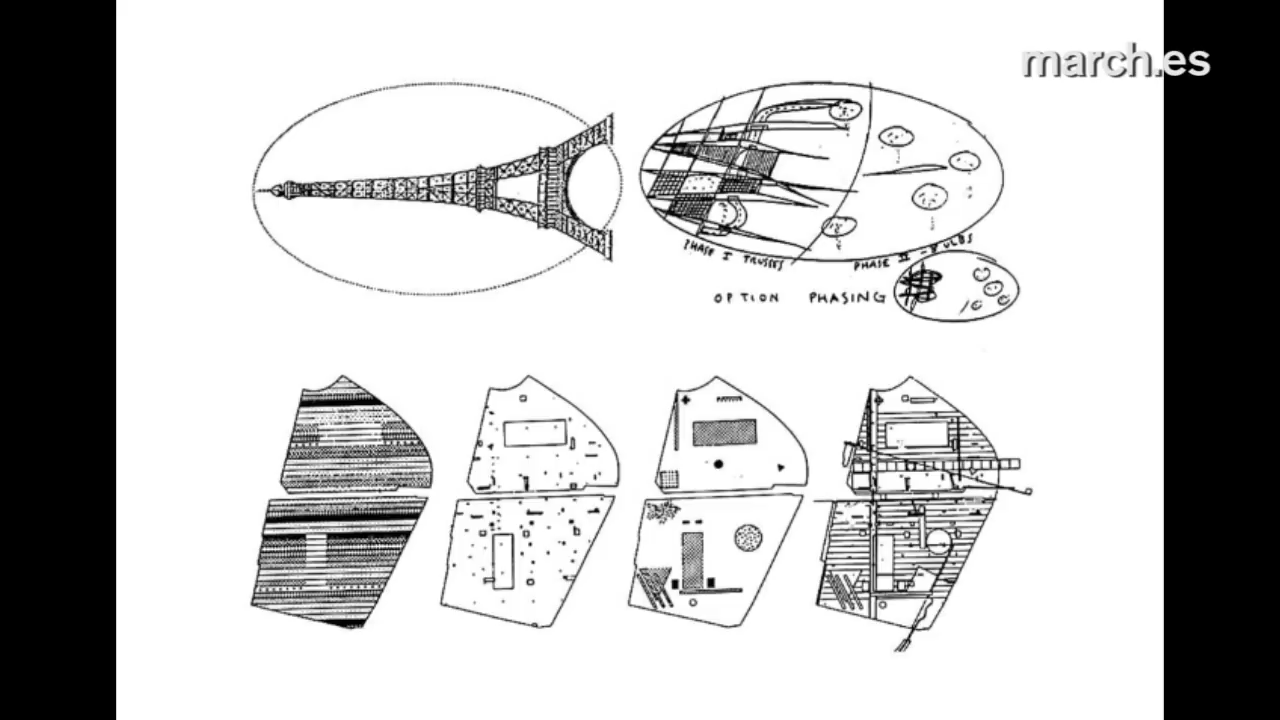 march.es
PHASE I TRUSSES
PHASE II - BULBS
OPTION PHASING